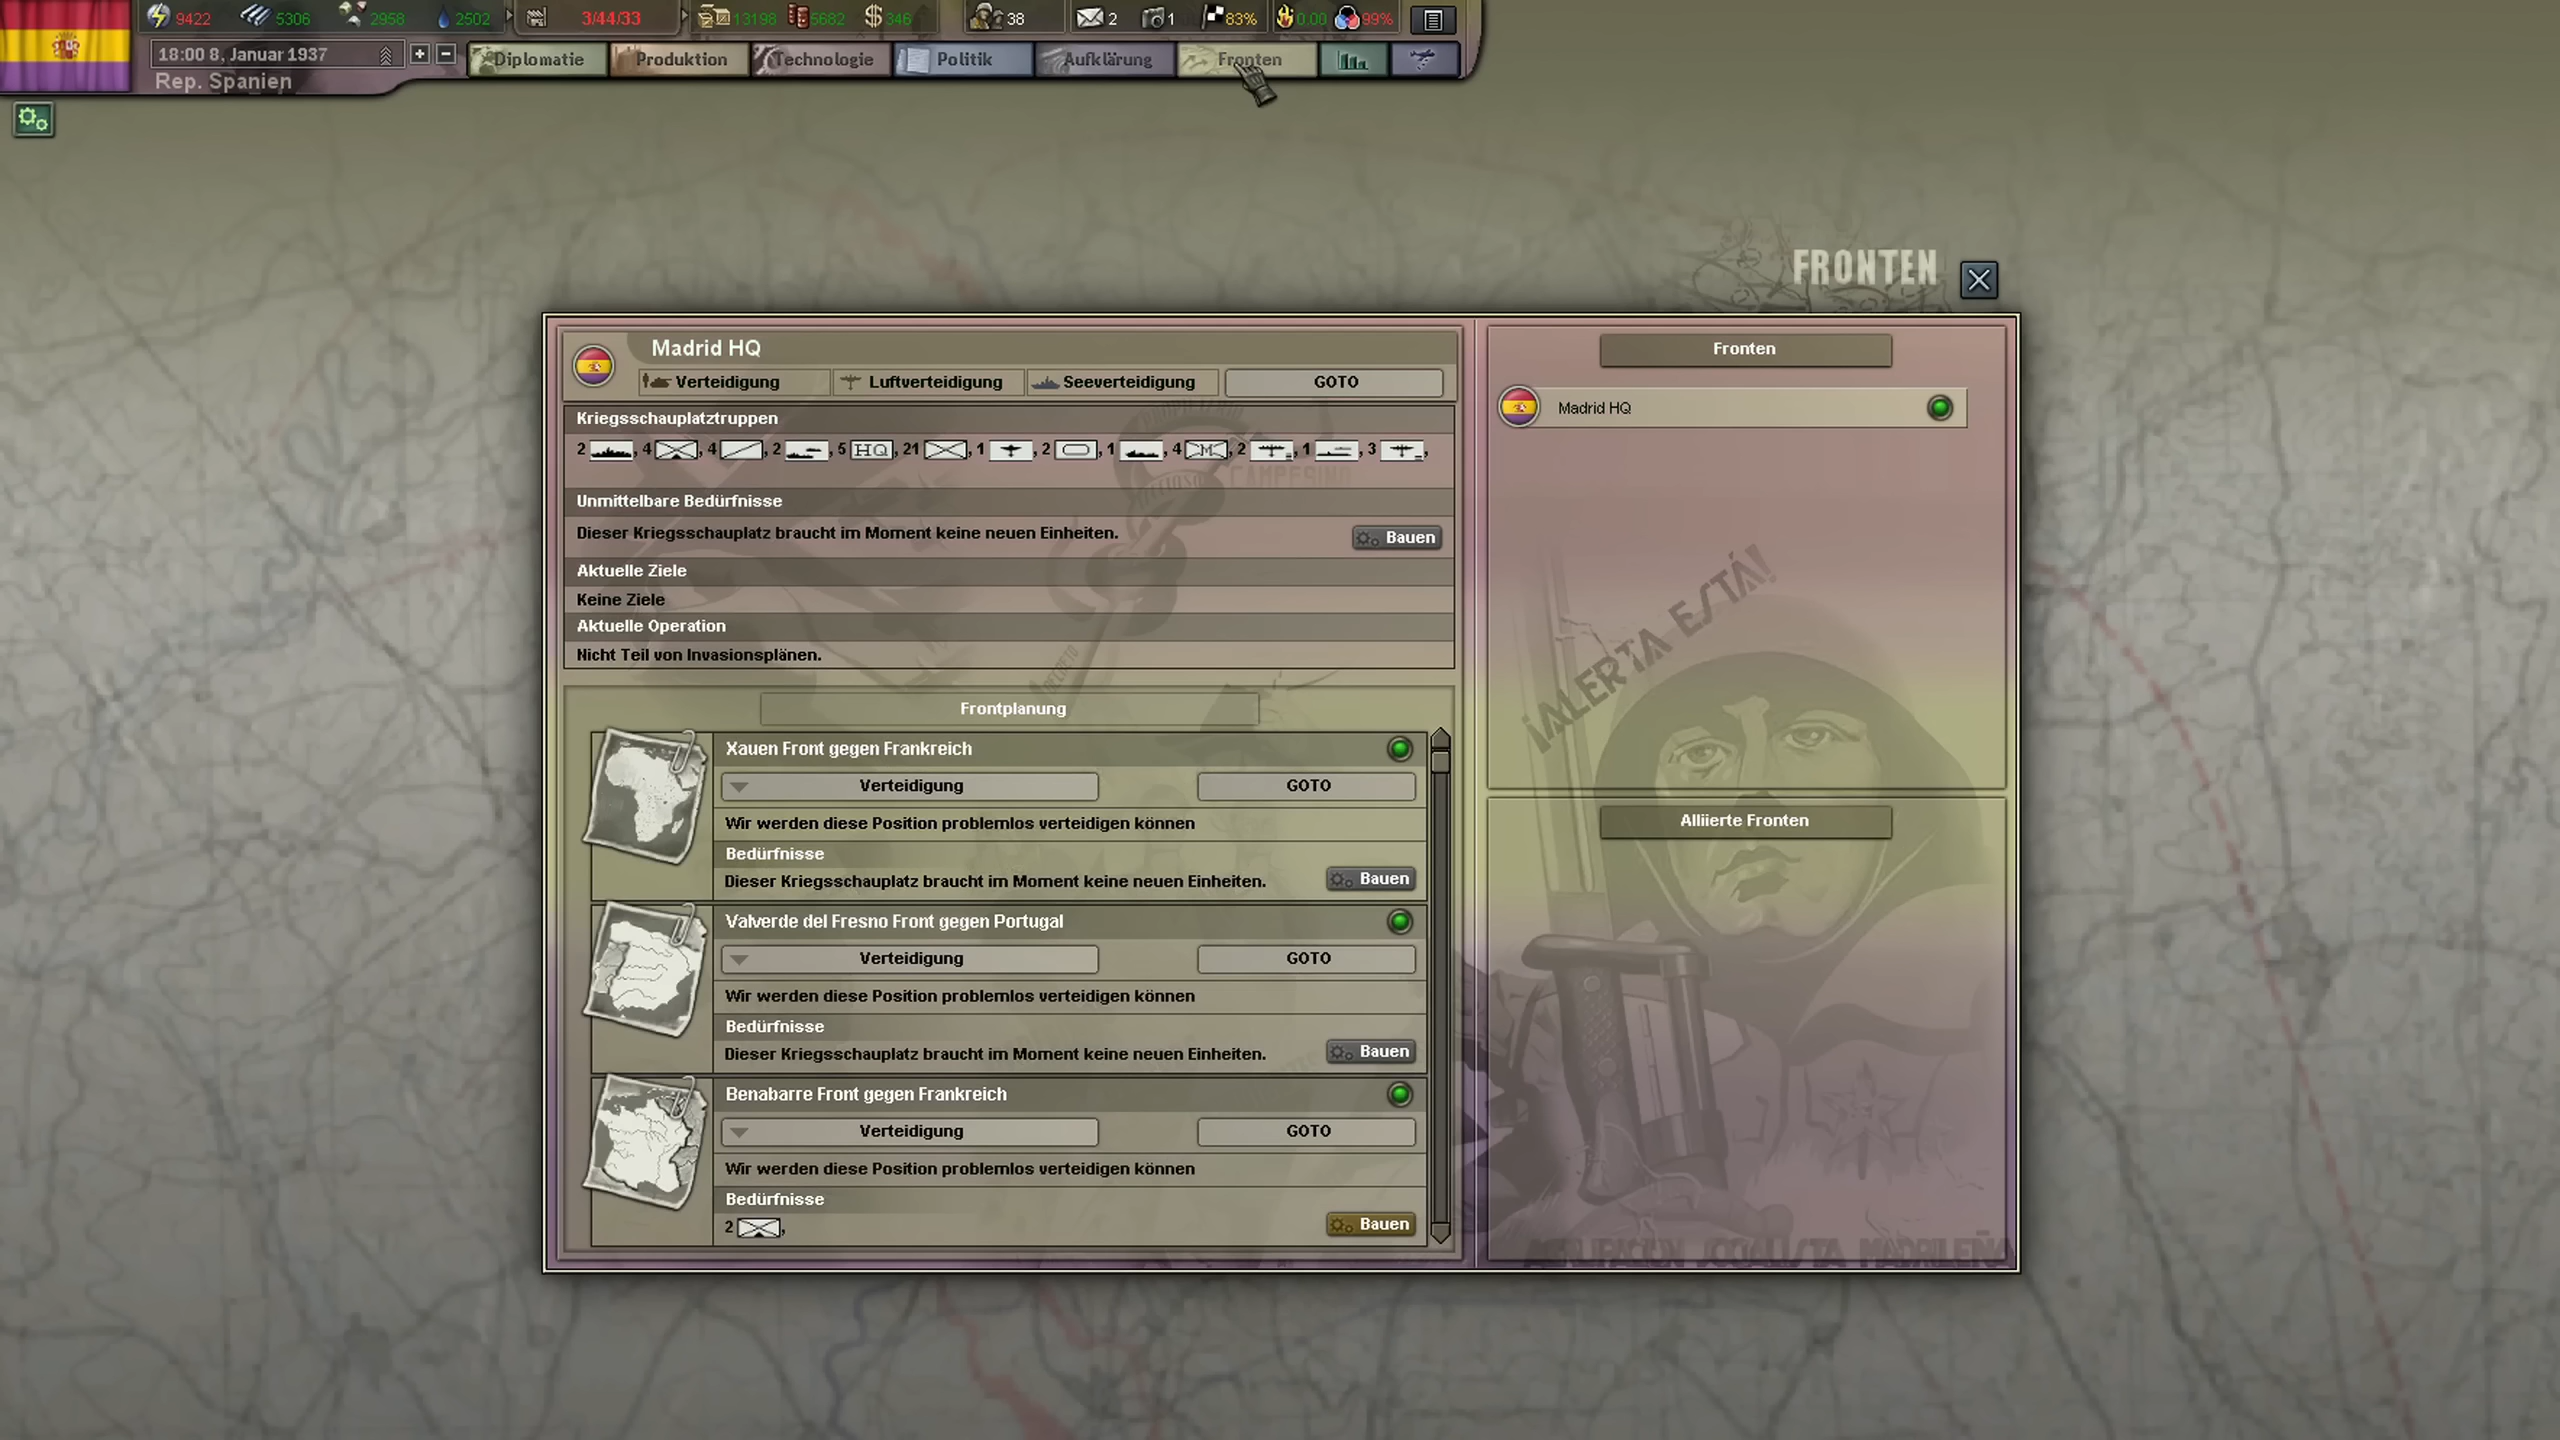 9422 5306 2958 2502 3/44/33 13198 5682 $ 346 38 2 1 83% 0.00 99%
18:00 8, Januar 1937 + -
Diplomatie Produktion Technologie Politik Aufklärung Fronten
Rep. Spanien
FRONTEN
Madrid HQ
Verteidigung Luftverteidigung Seeverteidigung GOTO
Kriegsschauplatztruppen
2 , 4 , 4 , 2 , 5 HQ , 21 , 1 , 2 , 1 , 4 M , 2 , 1 , 3 ,
CAMPESINO
Unmittelbare Bedürfnisse
Dieser Kriegsschauplatz braucht im Moment keine neuen Einheiten. Bauen
Aktuelle Ziele
Keine Ziele
Aktuelle Operation
Nicht Teil von Invasionsplänen.
DECRETO
Frontplanung
Xauen Front gegen Frankreich
Verteidigung GOTO
Wir werden diese Position problemlos verteidigen können
Bedürfnisse
Dieser Kriegsschauplatz braucht im Moment keine neuen Einheiten. Bauen
Valverde del Fresno Front gegen Portugal
Verteidigung GOTO
Wir werden diese Position problemlos verteidigen können
Bedürfnisse
Dieser Kriegsschauplatz braucht im Moment keine neuen Einheiten. Bauen
Benabarre Front gegen Frankreich
Verteidigung GOTO
Wir werden diese Position problemlos verteidigen können
Bedürfnisse
2 , Bauen
Fronten
Madrid HQ
¡ALERTA ESTÁ!
Alliierte Fronten
AGRUPACION SOCIALISTA MADRILEÑA